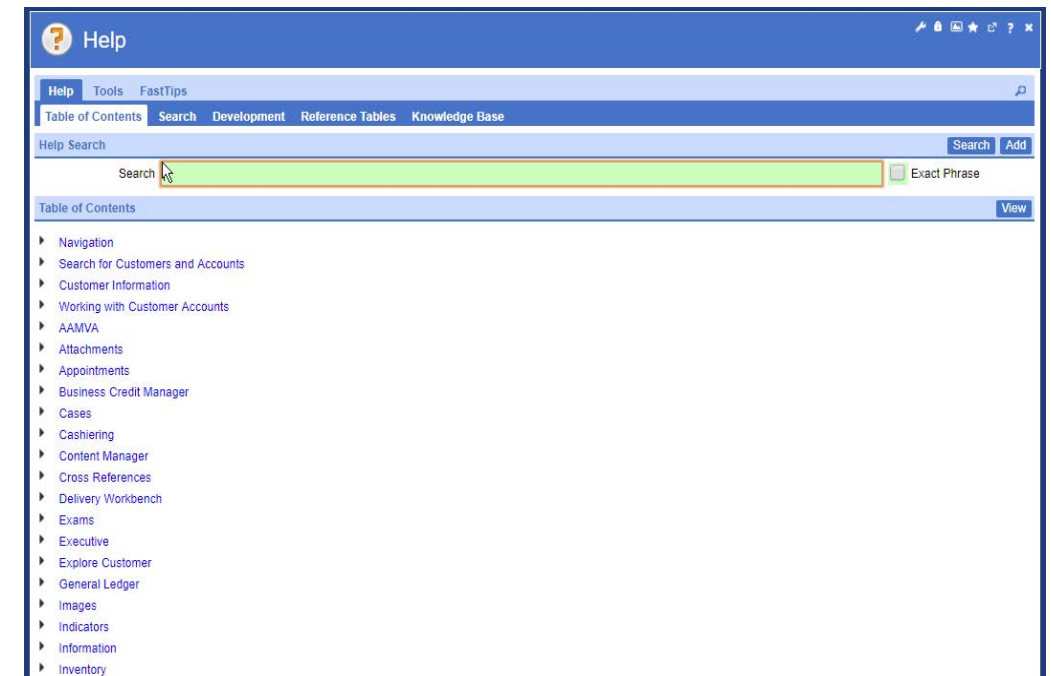 Help
Help Tools FastTips
Table of Contents Search Development Reference Tables Knowledge Base
Help Search Search Add
Search Exact Phrase
Table of Contents View
Navigation
Search for Customers and Accounts
Customer Information
Working with Customer Accounts
AAMVA
Attachments
Appointments
Business Credit Manager
Cases
Cashiering
Content Manager
Cross References
Delivery Workbench
Exams
Executive
Explore Customer
General Ledger
Images
Indicators
Information
Inventory